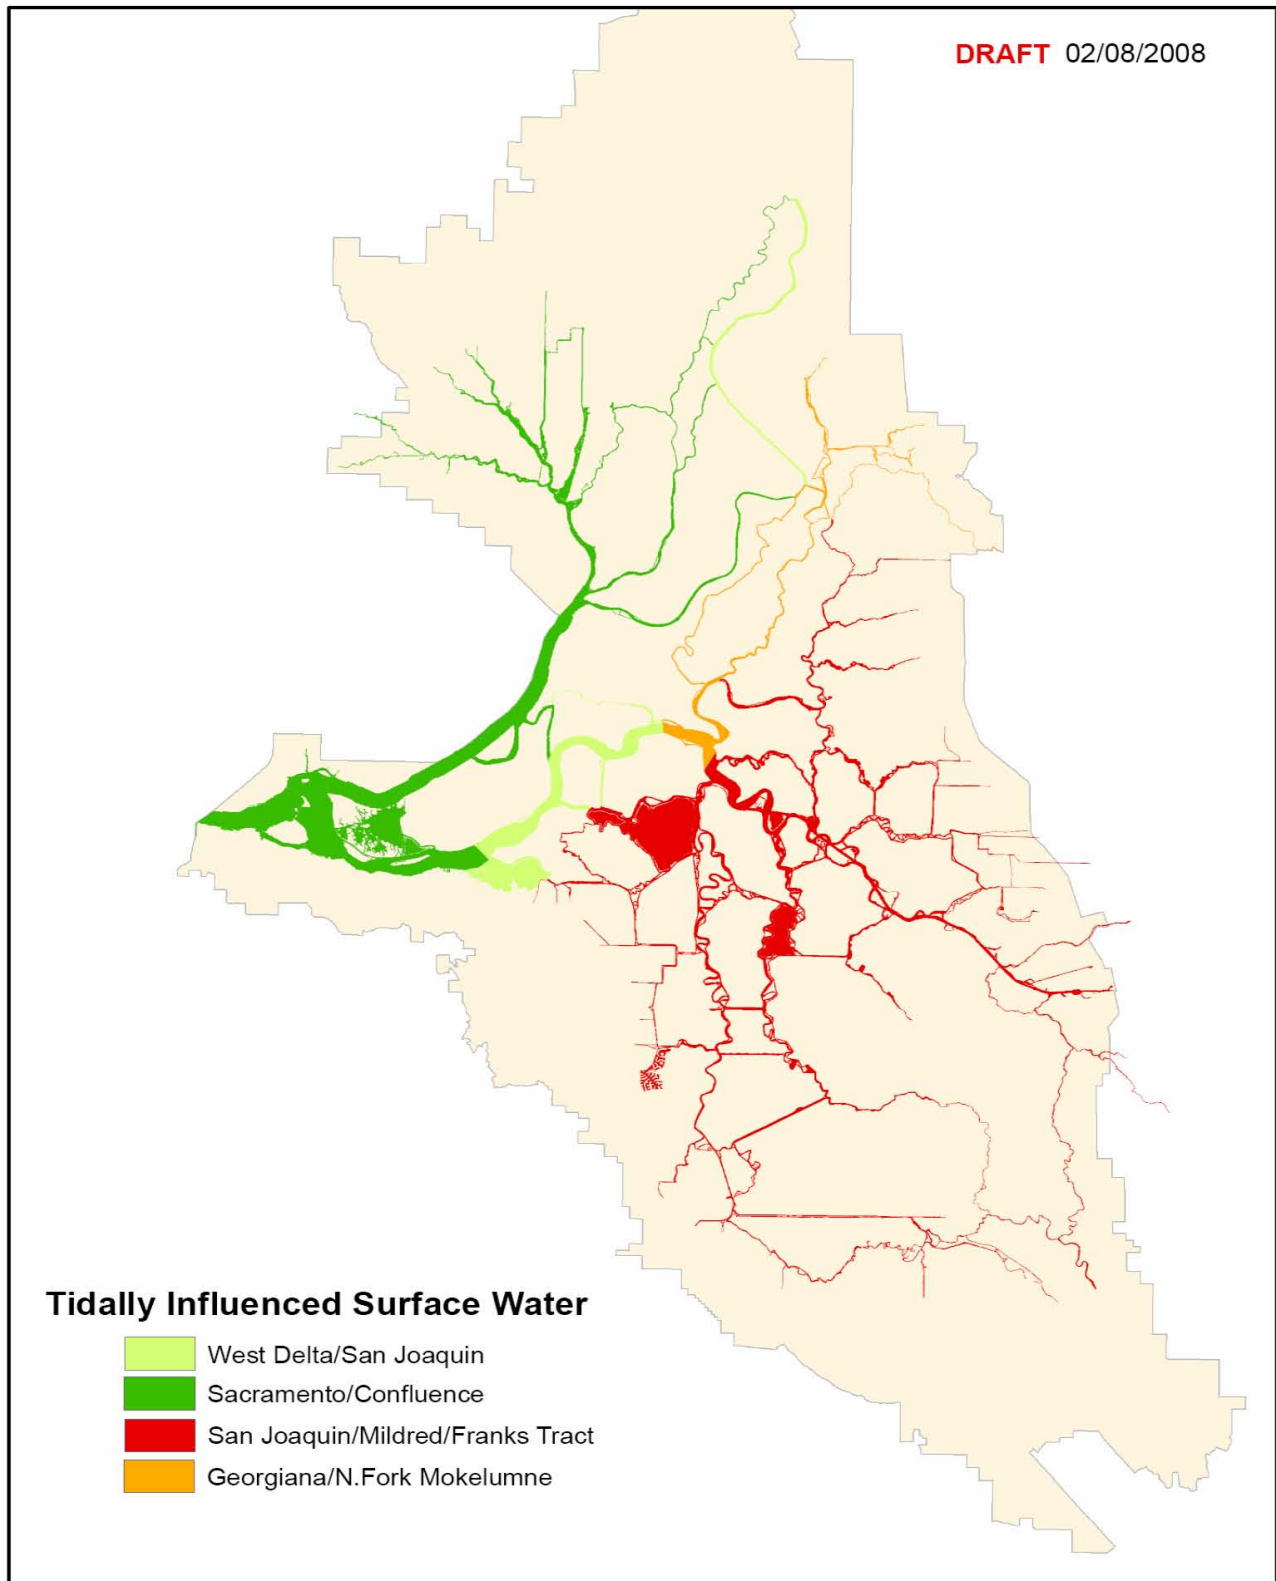 DRAFT 02/08/2008
Tidally Influenced Surface Water
West Delta/San Joaquin
Sacramento/Confluence
San Joaquin/Mildred/Franks Tract
Georgiana/N.Fork Mokelumne